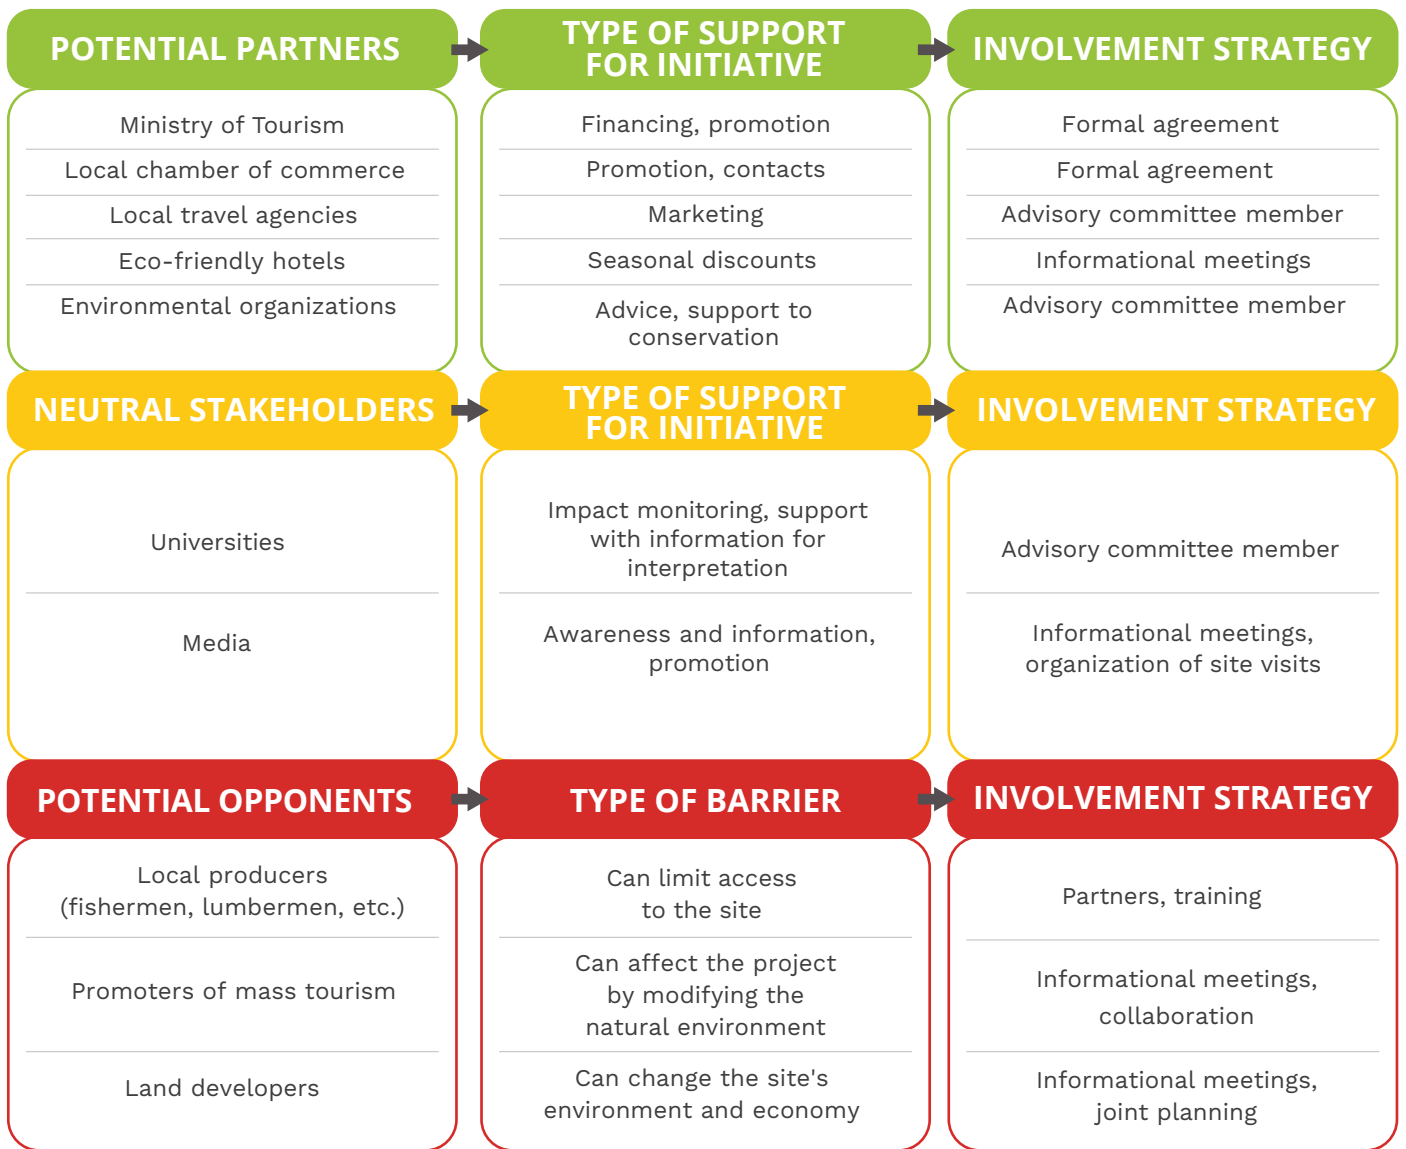 POTENTIAL PARTNERS
TYPE OF SUPPORT
FOR INITIATIVE
INVOLVEMENT STRATEGY
Ministry of Tourism
Financing, promotion
Formal agreement
Local chamber of commerce
Promotion, contacts
Formal agreement
Local travel agencies
Marketing
Advisory committee member
Eco-friendly hotels
Seasonal discounts
Informational meetings
Environmental organizations
Advice, support to
conservation
Advisory committee member
NEUTRAL STAKEHOLDERS
TYPE OF SUPPORT
FOR INITIATIVE
INVOLVEMENT STRATEGY
Universities
Impact monitoring, support
with information for
interpretation
Advisory committee member
Media
Awareness and information,
promotion
Informational meetings,
organization of site visits
POTENTIAL OPPONENTS
TYPE OF BARRIER
INVOLVEMENT STRATEGY
Local producers
(fishermen, lumbermen, etc.)
Can limit access
to the site
Partners, training
Promoters of mass tourism
Can affect the project
by modifying the
natural environment
Informational meetings,
collaboration
Land developers
Can change the site's
environment and economy
Informational meetings,
joint planning